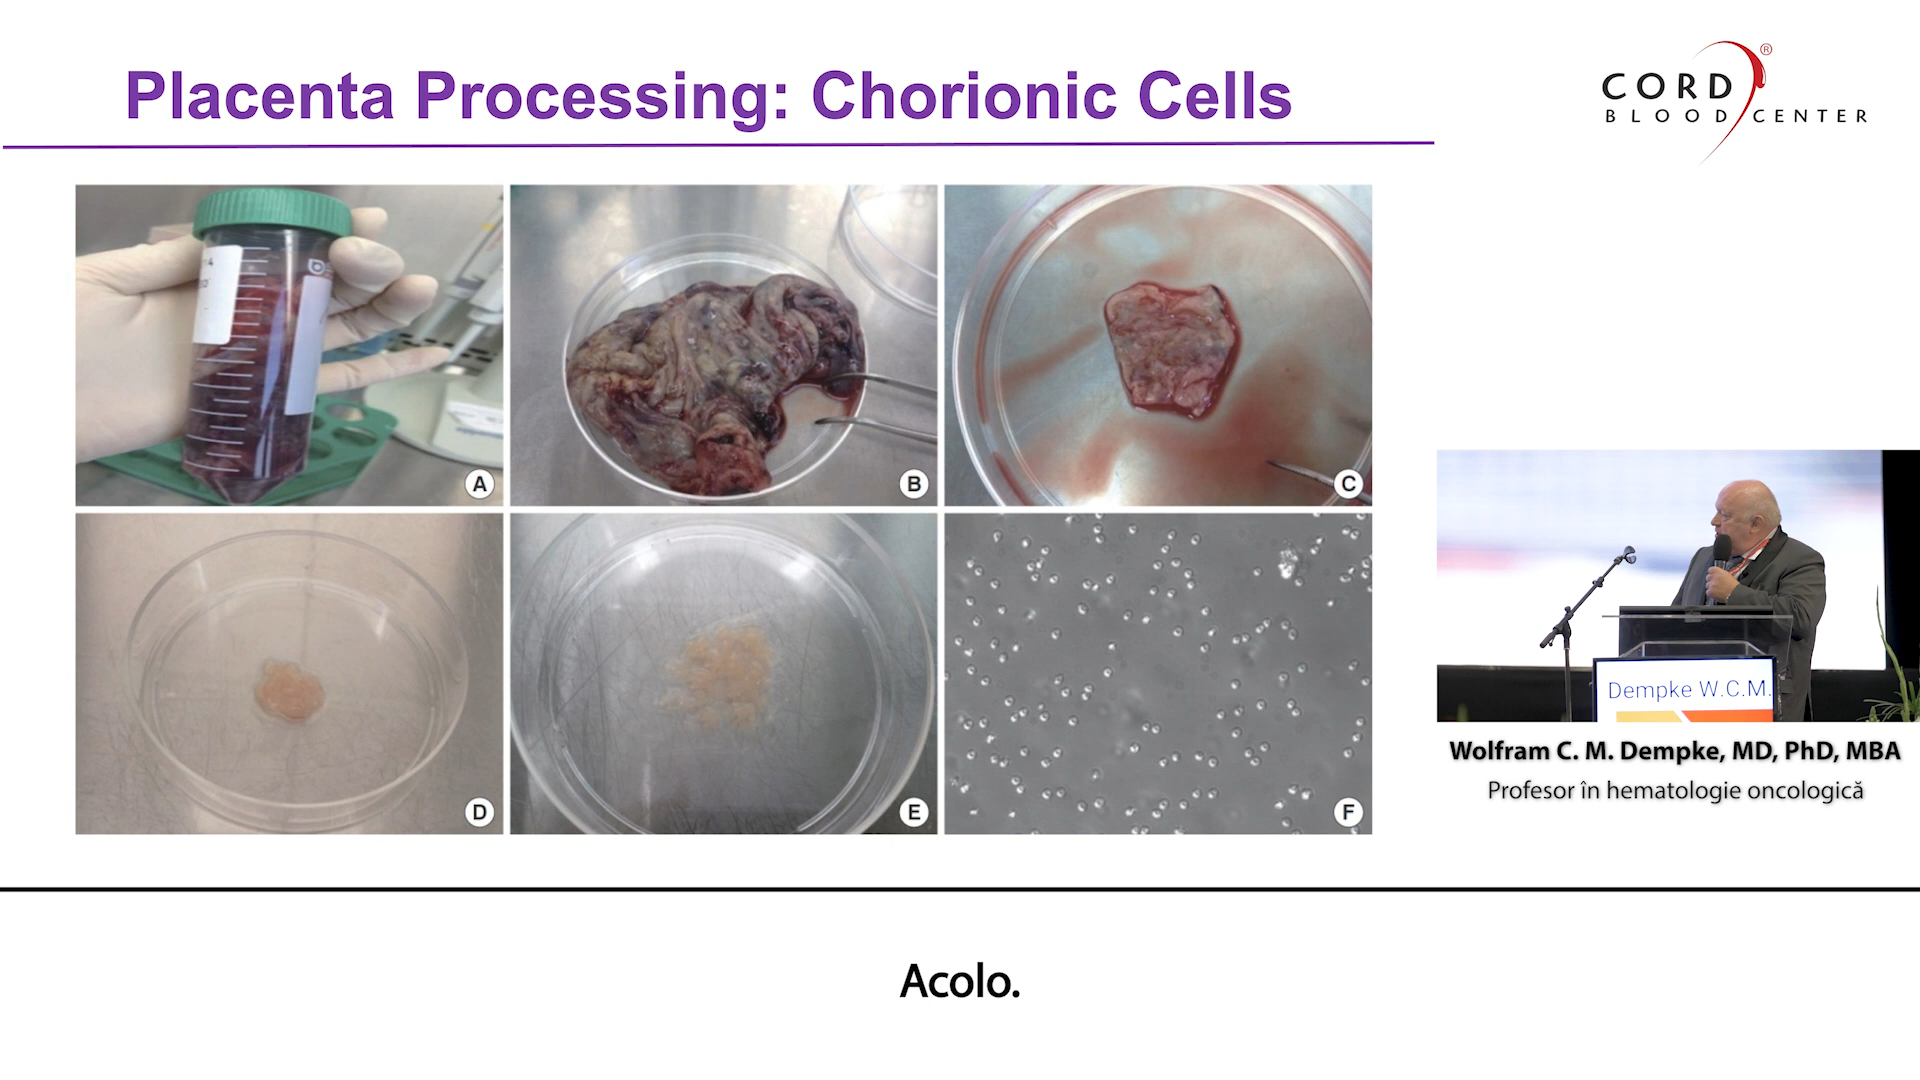 Placenta Processing: Chorionic Cells
CORD
BLOOD CENTER
®
A
B
C
D
E
F
Dempke W.C.M.
Wolfram C. M. Dempke, MD, PhD, MBA
Profesor în hematologie oncologică
Acolo.